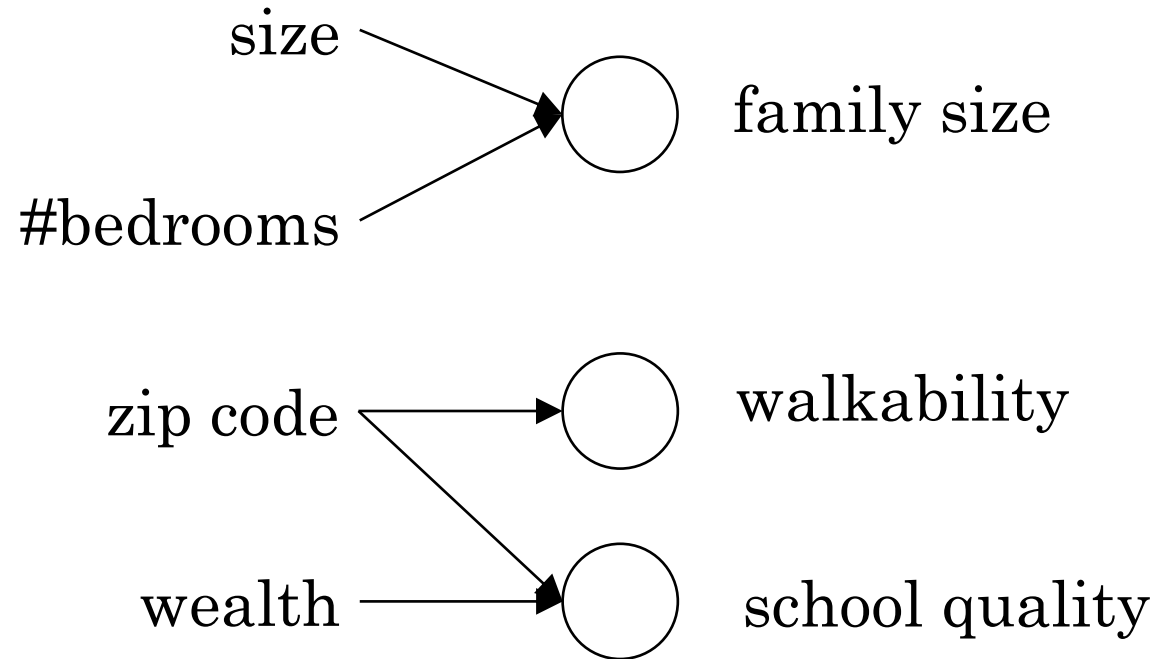 size
family size
#bedrooms
zip code
walkability
wealth
school quality